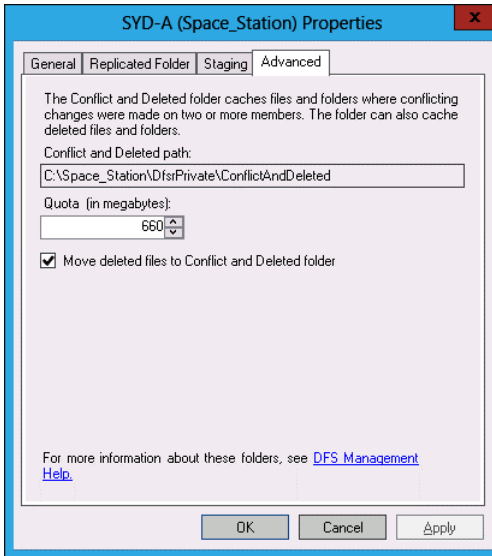 SYD-A (Space_Station) Properties
x
General Replicated Folder Staging Advanced
The Conflict and Deleted folder caches files and folders where conflicting
changes were made on two or more members. The folder can also cache
deleted files and folders.
Conflict and Deleted path:
C:\Space_Station\DfsrPrivate\ConflictAndDeleted
Quota (in megabytes):
660
Move deleted files to Conflict and Deleted folder
For more information about these folders, see DFS Management
Help.
OK Cancel Apply